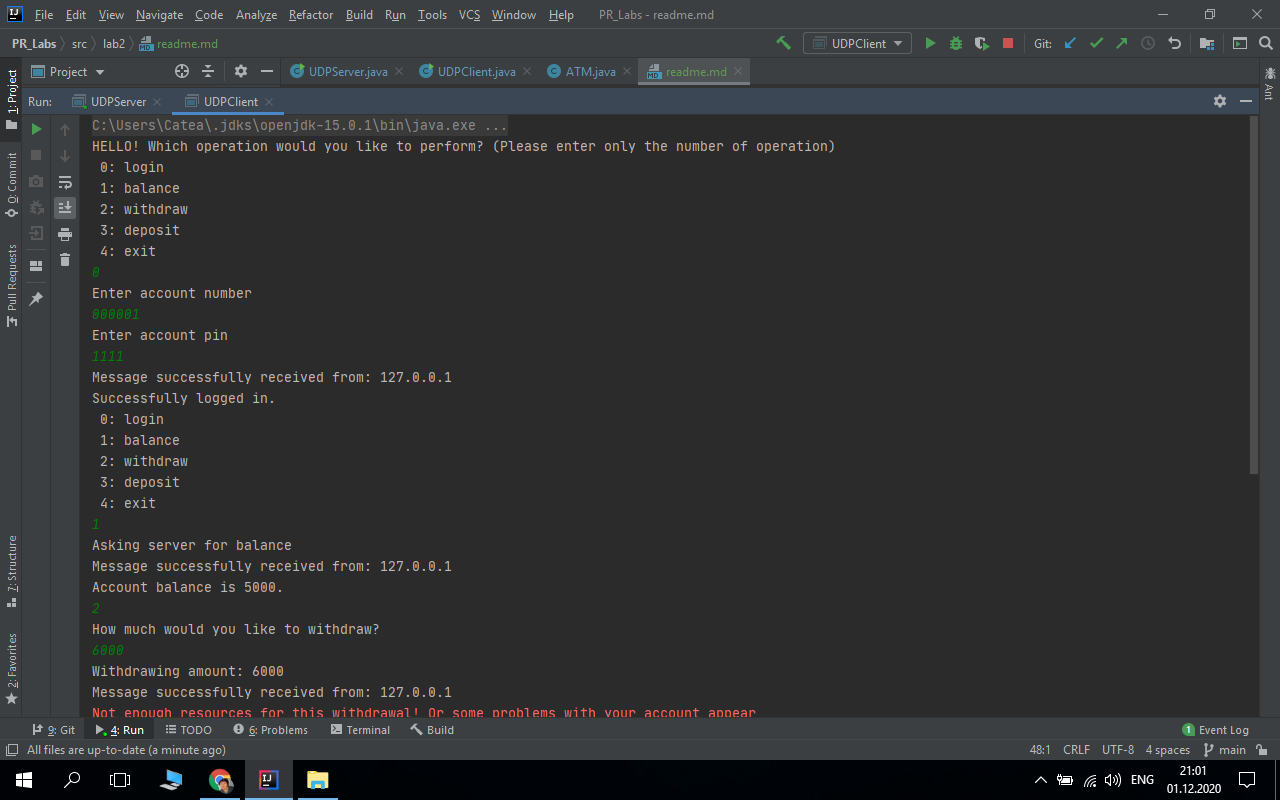 File Edit View Navigate Code Analyze Refactor Build Run Tools VCS Window Help PR_Labs - readme.md
PR_Labs src lab2 readme.md UDPClient Git:
Project UDPServer.java UDPClient.java ATM.java readme.md
Run: UDPServer UDPClient
1: Project
0: Commit
Pull Requests
7: Structure
2: Favorites
Ant
C:\Users\Catea\.jdks\openjdk-15.0.1\bin\java.exe ...
HELLO! Which operation would you like to perform? (Please enter only the number of operation)
0: login
1: balance
2: withdraw
3: deposit
4: exit
0
Enter account number
000001
Enter account pin
1111
Message successfully received from: 127.0.0.1
Successfully logged in.
0: login
1: balance
2: withdraw
3: deposit
4: exit
1
Asking server for balance
Message successfully received from: 127.0.0.1
Account balance is 5000.
2
How much would you like to withdraw?
6000
Withdrawing amount: 6000
Message successfully received from: 127.0.0.1
Not enough resources for this withdrawal! Or some problems with your account appear
9: Git 4: Run TODO 6: Problems Terminal Build 1 Event Log
All files are up-to-date (a minute ago) 48:1 CRLF UTF-8 4 spaces main
ENG 21:01
01.12.2020